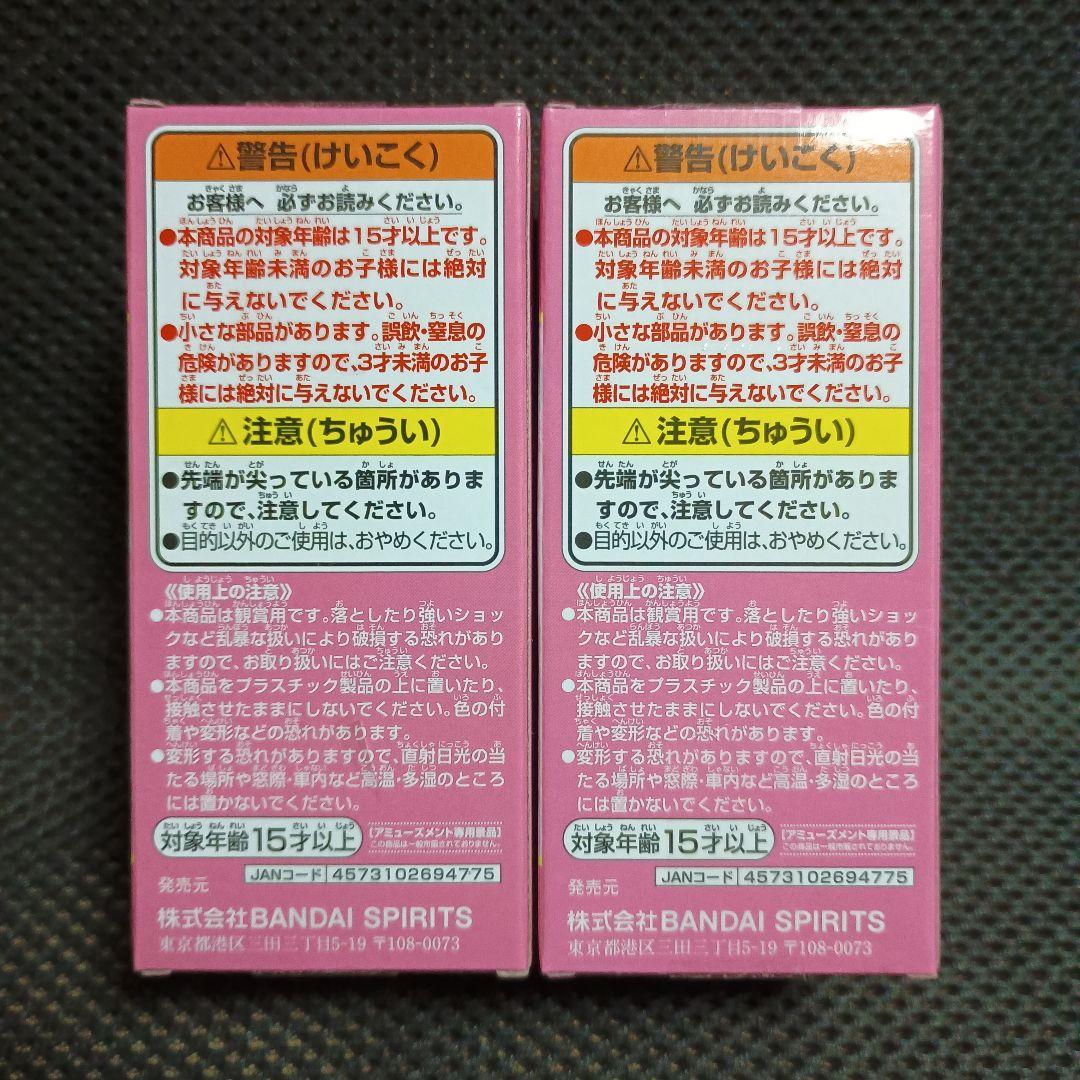 ⚠警告(けいこく)
お客様へ 必ずお読みください。
●本商品の対象年齢は15才以上です。
対象年齢未満のお子様には絶対
に与えないでください。
●小さな部品があります。誤飲・窒息の
危険がありますので、3才未満のお子
様には絶対に与えないでください。
⚠注意(ちゅうい)
●先端が尖っている箇所がありま
すので、注意してください。
●目的以外のご使用は、おやめください。
《使用上の注意》
●本商品は観賞用です。落としたり強いショッ
クなど乱暴な扱いにより破損する恐れがあり
ますので、お取り扱いにはご注意ください。
●本商品をプラスチック製品の上に置いたり、
接触させたままにしないでください。色の付
着や変形などの恐れがあります。
●変形する恐れがありますので、直射日光の当
たる場所や窓際・車内など高温・多湿のところ
には置かないでください。
対象年齢15才以上
【アミューズメント専用景品】
この商品は一般市販されておりません。
JANコード 4573102694775
発売元
株式会社BANDAI SPIRITS
東京都港区三田三丁目5-19 〒108-0073
⚠警告(けいこく)
お客様へ 必ずお読みください。
●本商品の対象年齢は15才以上です。
対象年齢未満のお子様には絶対
に与えないでください。
●小さな部品があります。誤飲・窒息の
危険がありますので、3才未満のお子
様には絶対に与えないでください。
⚠注意(ちゅうい)
●先端が尖っている箇所がありま
すので、注意してください。
●目的以外のご使用は、おやめください。
《使用上の注意》
●本商品は観賞用です。落としたり強いショッ
クなど乱暴な扱いにより破損する恐れがあり
ますので、お取り扱いにはご注意ください。
●本商品をプラスチック製品の上に置いたり、
接触させたままにしないでください。色の付
着や変形などの恐れがあります。
●変形する恐れがありますので、直射日光の当
たる場所や窓際・車内など高温・多湿のところ
には置かないでください。
対象年齢15才以上
【アミューズメント専用景品】
この商品は一般市販されておりません。
JANコード 4573102694775
発売元
株式会社BANDAI SPIRITS
東京都港区三田三丁目5-19 〒108-0073